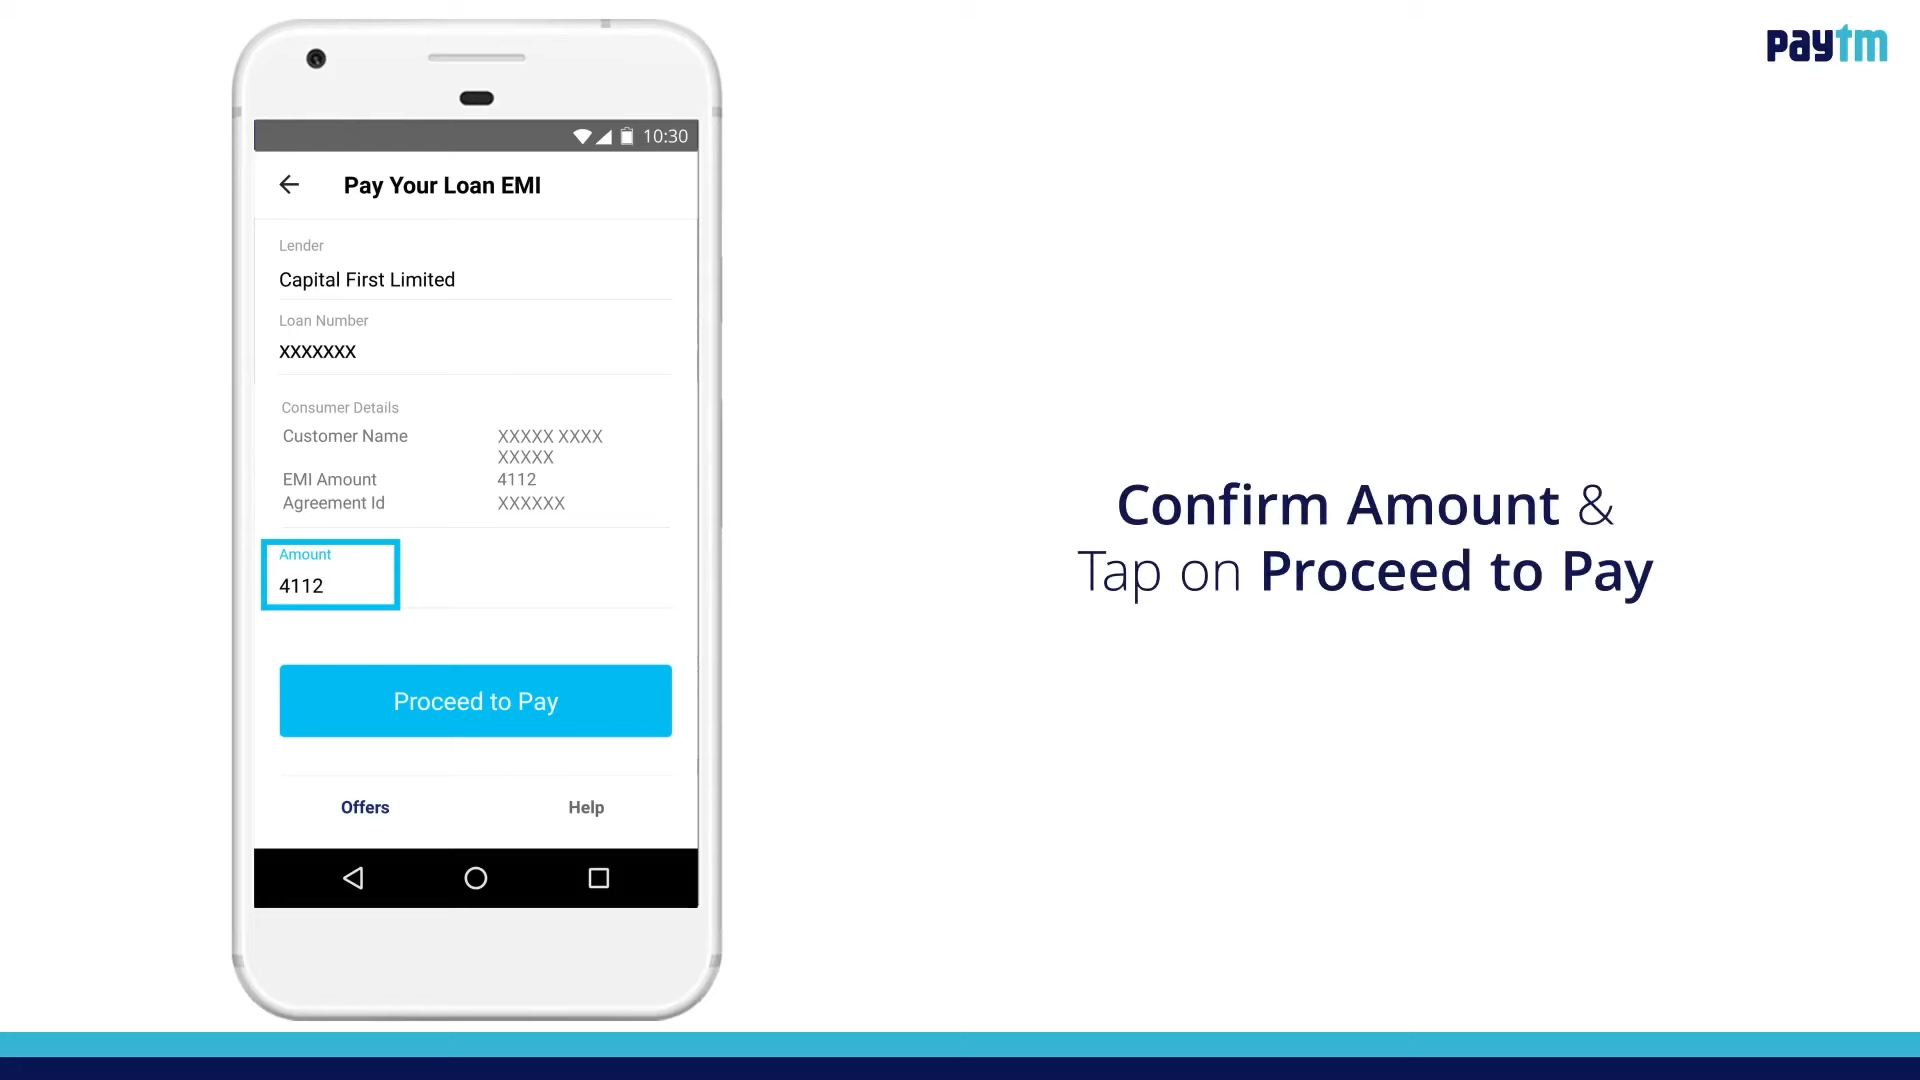 paytm
10:30
Pay Your Loan EMI
Lender
Capital First Limited
Loan Number
XXXXXXX
Consumer Details
Customer Name XXXXX XXXX
XXXXX
EMI Amount 4112
Agreement Id XXXXXX
Amount
4112
Proceed to Pay
Offers Help
Confirm Amount &
Tap on Proceed to Pay